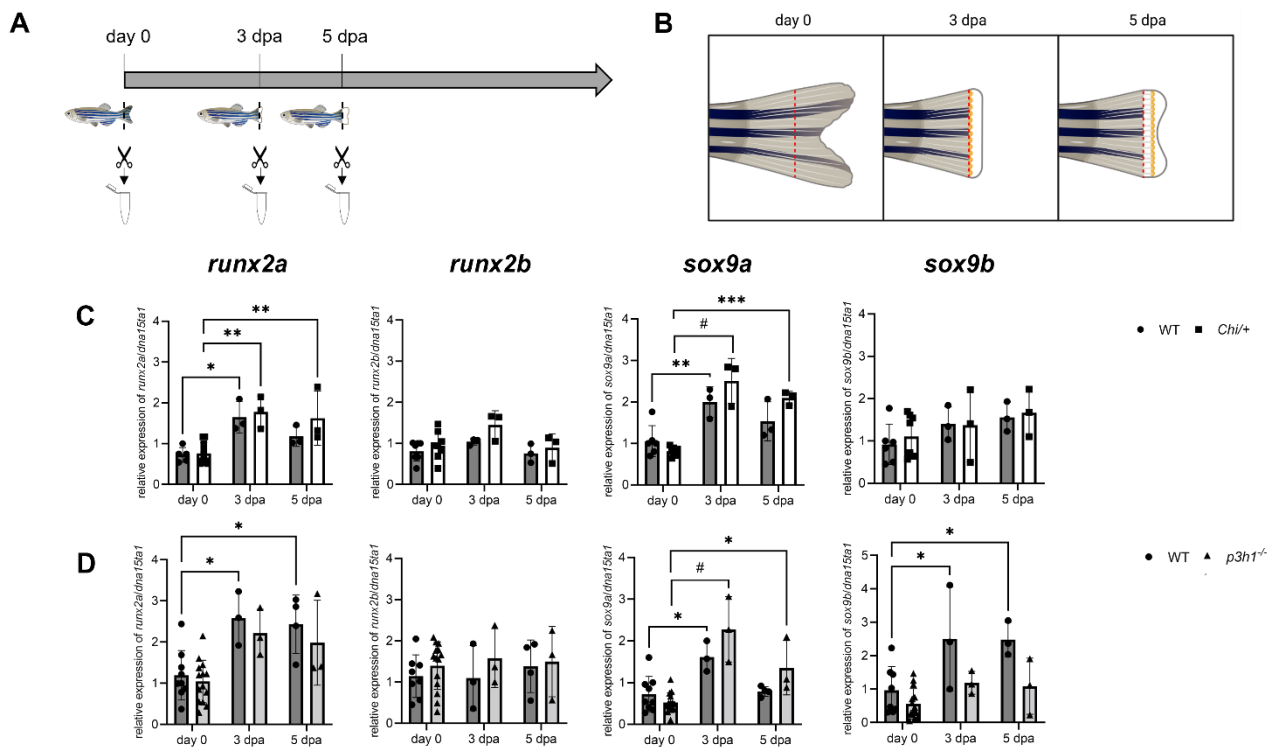 A
day 0
3 dpa
5 dpa
B
day 0
3 dpa
5 dpa
runx2a
runx2b
sox9a
sox9b
C
relative expression of runx2a/dna15ta1
4
3
2
1
0
*
**
**
day 0
3 dpa
5 dpa
relative expression of runx2b/dna15ta1
4
3
2
1
0
day 0
3 dpa
5 dpa
relative expression of sox9a/dna15ta1
4
3
2
1
0
**
#
***
day 0
3 dpa
5 dpa
relative expression of sox9b/dna15ta1
4
3
2
1
0
day 0
3 dpa
5 dpa
WT
Chi/+
D
relative expression of runx2a/dna15ta1
4
3
2
1
0
*
*
day 0
3 dpa
5 dpa
relative expression of runx2b/dna15ta1
4
3
2
1
0
day 0
3 dpa
5 dpa
relative expression of sox9a/dna15ta1
4
3
2
1
0
*
#
*
day 0
3 dpa
5 dpa
relative expression of sox9b/dna15ta1
5
4
3
2
1
0
*
*
day 0
3 dpa
5 dpa
WT
p3h1-/-